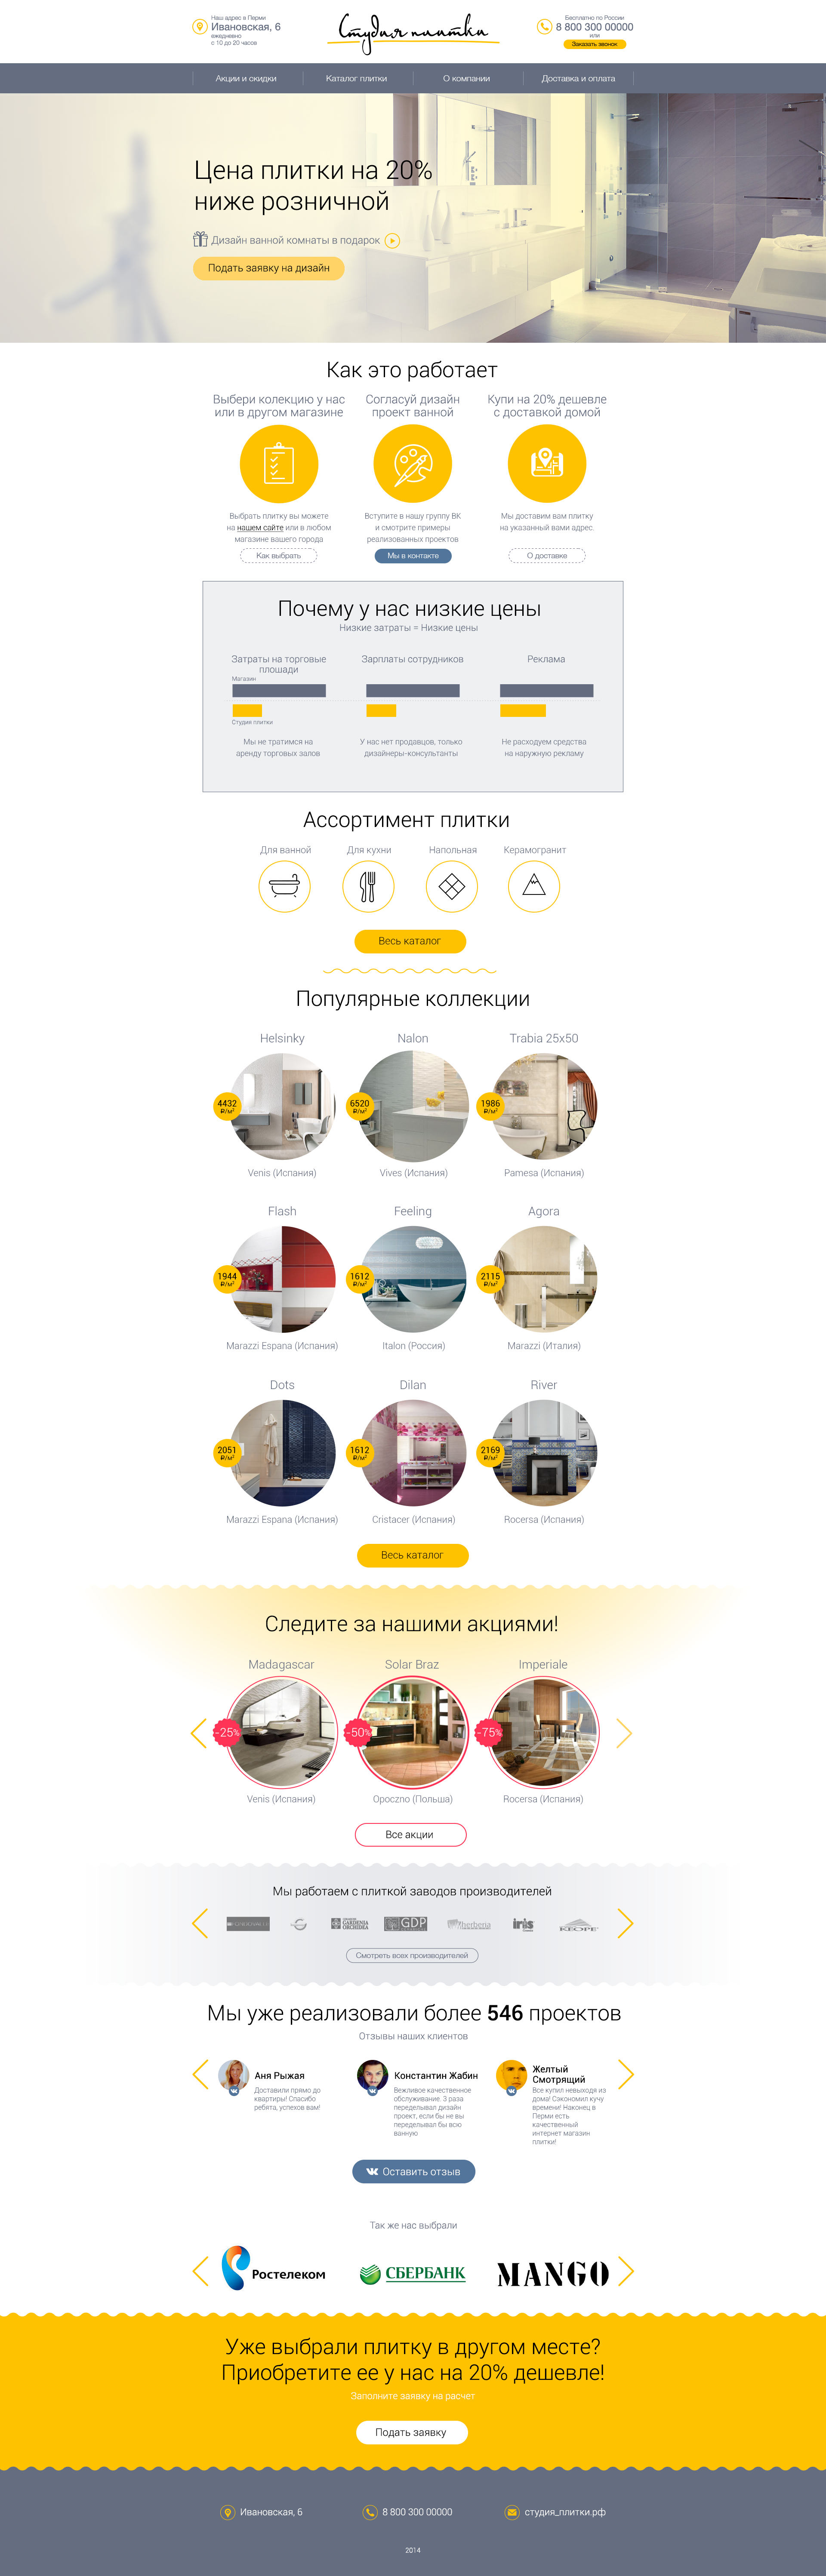 Наш адрес в Перми
Ивановская, 6
ежедневно
с 10 до 20 часов
Студия плитки
Бесплатно по России
8 800 300 00000
или
Заказать звонок
Акции и скидки
Каталог плитки
О компании
Доставка и оплата
Цена плитки на 20%
ниже розничной
Дизайн ванной комнаты в подарок
Подать заявку на дизайн
Как это работает
Выбери колекцию у нас
или в другом магазине
Согласуй дизайн
проект ванной
Купи на 20% дешевле
с доставкой домой
Выбрать плитку вы можете
на нашем сайте или в любом
магазине вашего города
Вступите в нашу группу ВК
и смотрите примеры
реализованных проектов
Мы доставим вам плитку
на указанный вами адрес.
Как выбрать
Мы в контакте
О доставке
Почему у нас низкие цены
Низкие затраты = Низкие цены
Затраты на торговые
площади
Зарплаты сотрудников
Реклама
Магазин
Студия плитки
Мы не тратимся на
аренду торговых залов
У нас нет продавцов, только
дизайнеры-консультанты
Не расходуем средства
на наружную рекламу
Ассортимент плитки
Для ванной
Для кухни
Напольная
Керамогранит
Весь каталог
Популярные коллекции
Helsinky
Nalon
Trabia 25x50
4432
₽/м²
6520
₽/м²
1986
₽/м²
Venis (Испания)
Vives (Испания)
Pamesa (Испания)
Flash
Feeling
Agora
1944
₽/м²
1612
₽/м²
2115
₽/м²
Marazzi Espana (Испания)
Italon (Россия)
Marazzi (Италия)
Dots
Dilan
River
2051
₽/м²
1612
₽/м²
2169
₽/м²
Marazzi Espana (Испания)
Cristacer (Испания)
Rocersa (Испания)
Весь каталог
Следите за нашими акциями!
Madagascar
Solar Braz
Imperiale
-25%
-50%
-75%
Venis (Испания)
Opoczno (Польша)
Rocersa (Испания)
Все акции
Мы работаем с плиткой заводов производителей
GARDENIA
ORCHIDEA
GDP
iris
KEOPE
Смотреть всех производителей
Мы уже реализовали более 546 проектов
Отзывы наших клиентов
Аня Рыжая
Доставили прямо до
квартиры! Спасибо
ребята, успехов вам!
Константин Жабин
Вежливое качественное
обслуживание. 3 раза
переделывал дизайн
проект, если бы не вы
переделывал бы всю
ванную
Желтый
Смотрящий
Все купил невыходя из
дома! Сэкономил кучу
времени! Наконец в
Перми есть
качественный
интернет магазин
плитки!
Оставить отзыв
Так же нас выбрали
Ростелеком
СБЕРБАНК
MANGO
Уже выбрали плитку в другом месте?
Приобретите ее у нас на 20% дешевле!
Заполните заявку на расчет
Подать заявку
Ивановская, 6
8 800 300 00000
студия_плитки.рф
2014